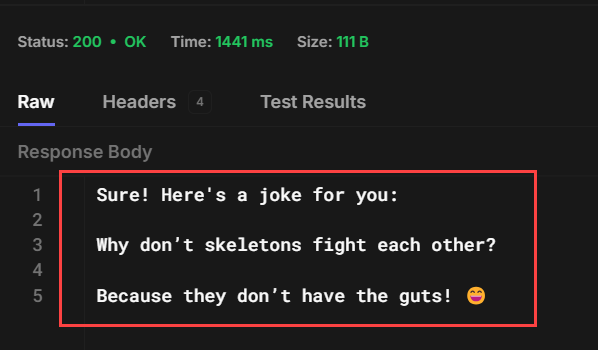 Status: 200 • OK Time: 1441 ms Size: 111 B
Raw Headers 4 Test Results
Response Body
1 Sure! Here's a joke for you:
2
3 Why don’t skeletons fight each other?
4
5 Because they don’t have the guts! 😄